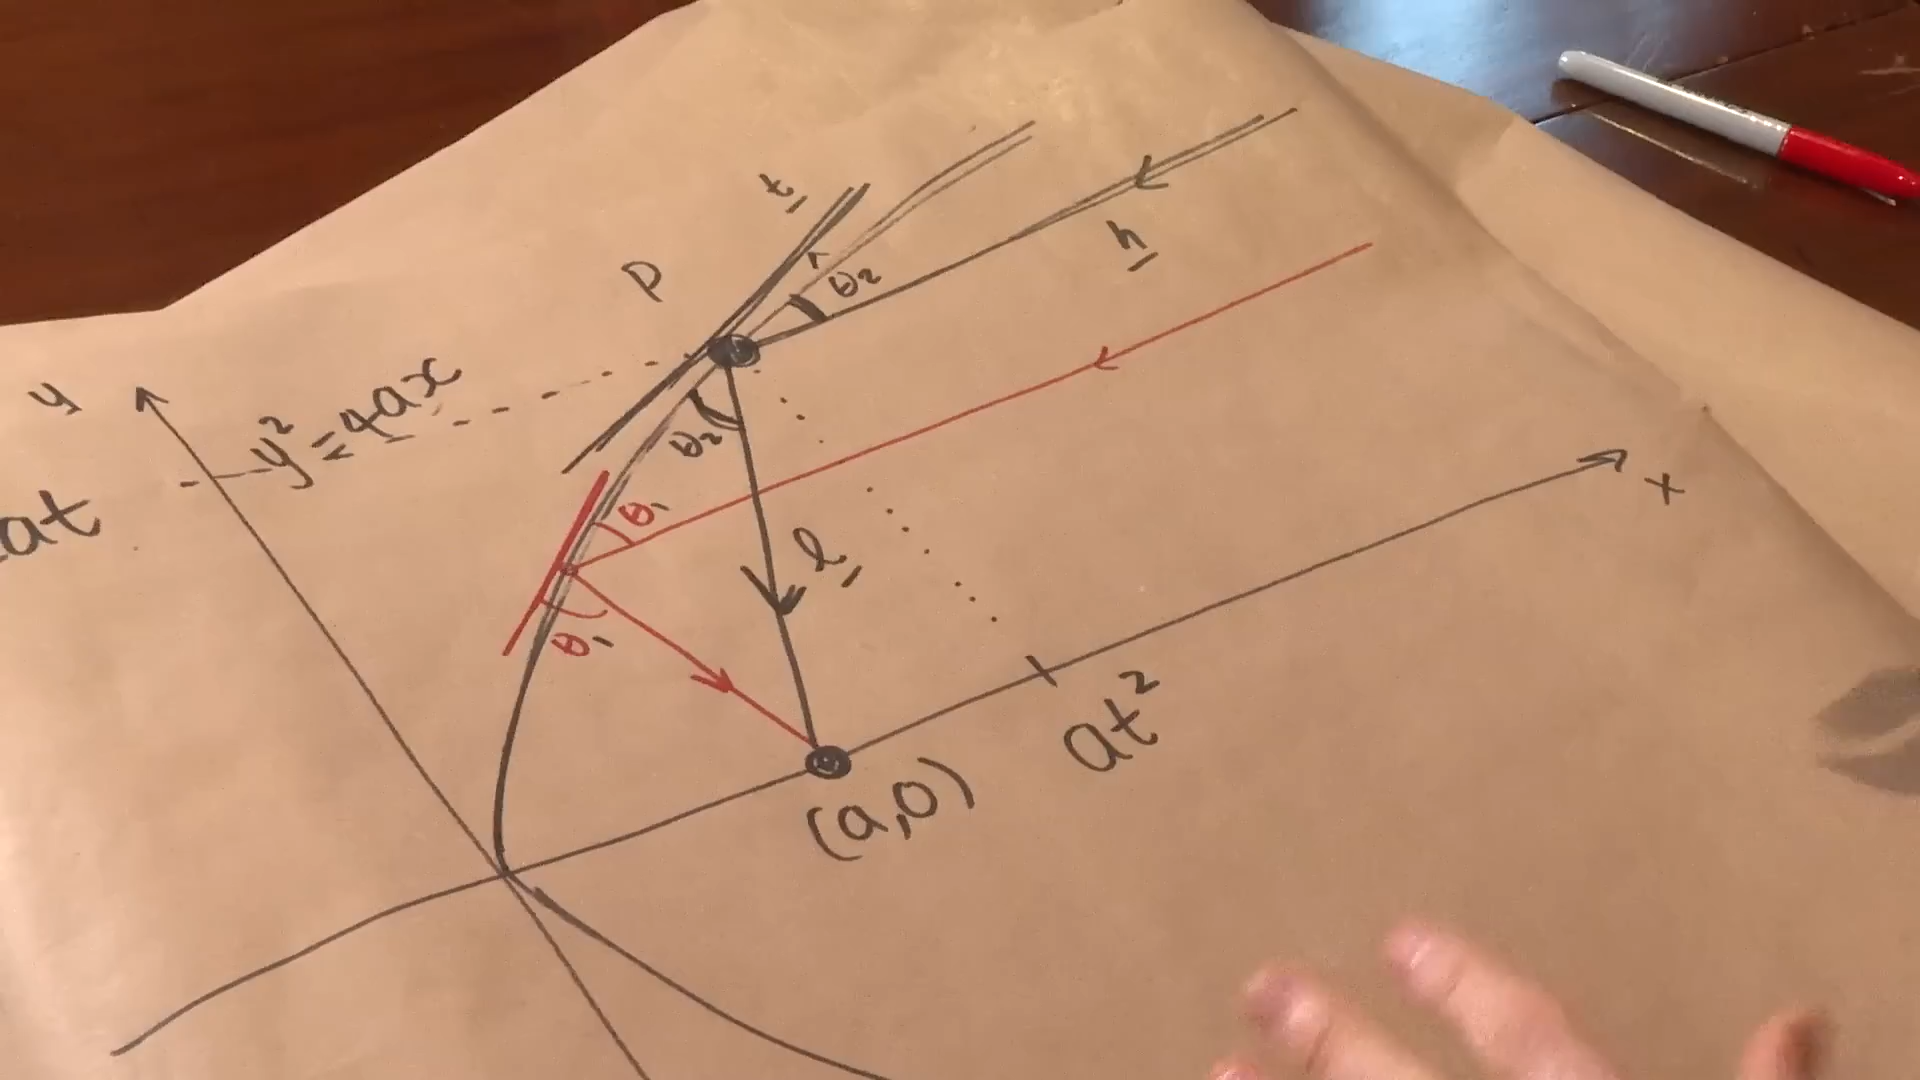 t
h
θ₂
P
y
y² = 4ax
θ₂
x
at
θ₁
l
θ₁
at²
(a,0)